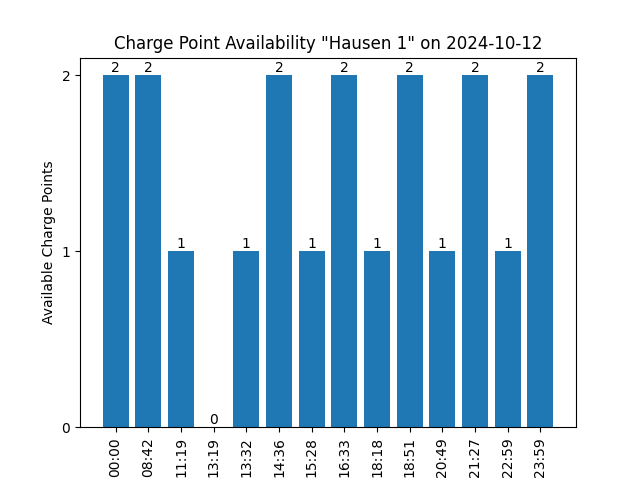 Charge Point Availability "Hausen 1" on 2024-10-12
Available Charge Points
2
1
0
2 2 1 0 1 2 1 2 1 2 1 2 1 2
00:00 08:42 11:19 13:19 13:32 14:36 15:28 16:33 18:18 18:51 20:49 21:27 22:59 23:59